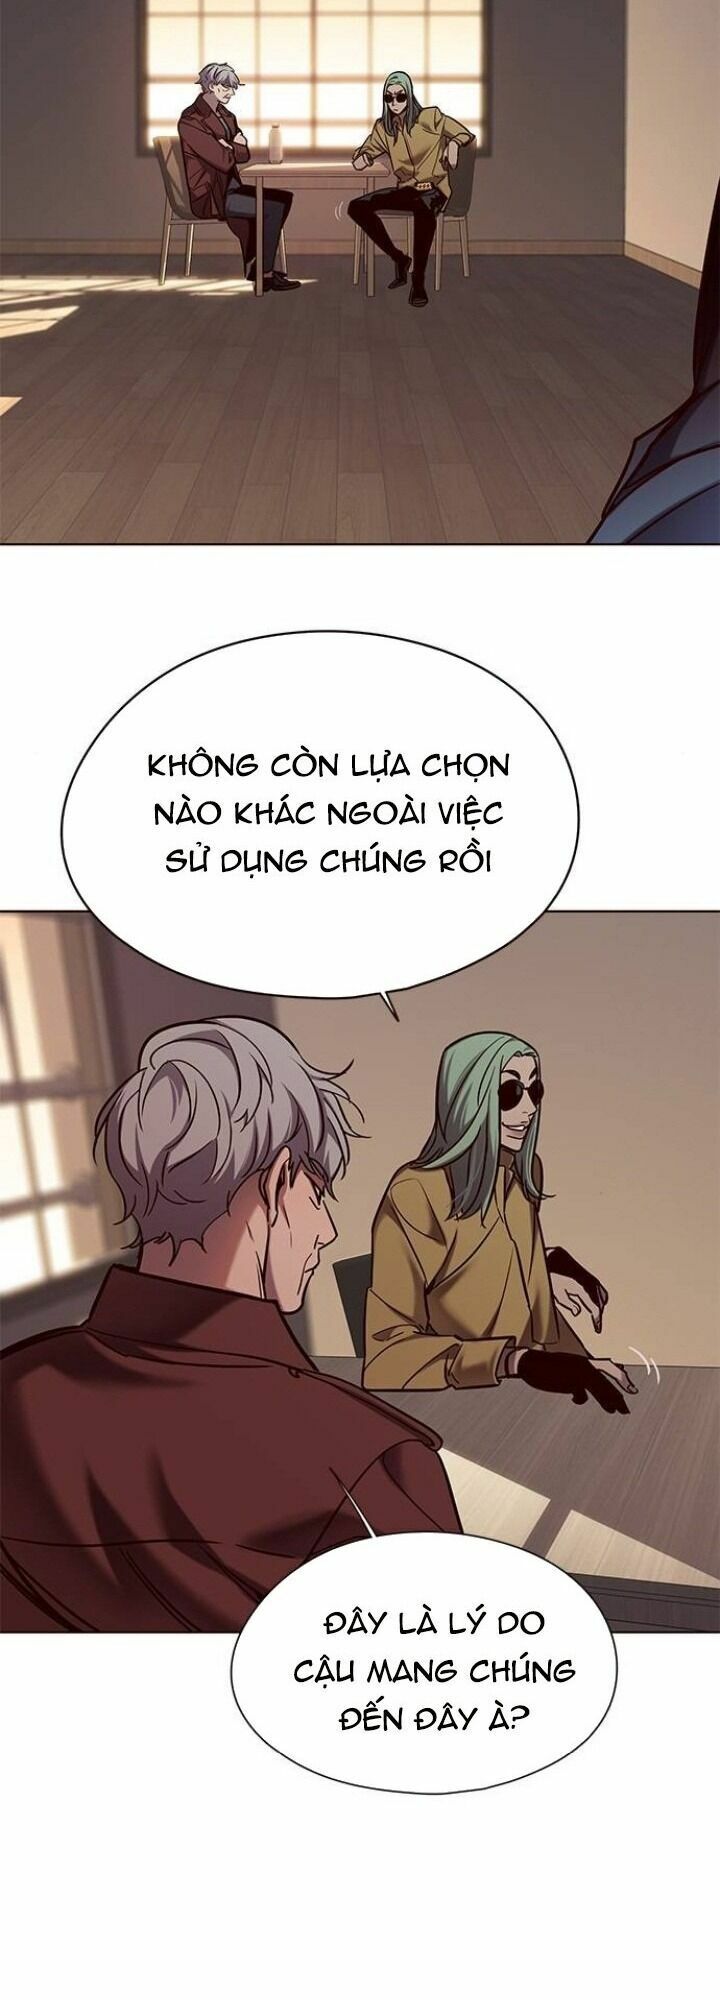 KHÔNG CÒN LỰA CHỌN
NÀO KHÁC NGOÀI VIỆC
SỬ DỤNG CHÚNG RỒI
ĐÂY LÀ LÝ DO
CẬU MANG CHÚNG
ĐẾN ĐÂY À?